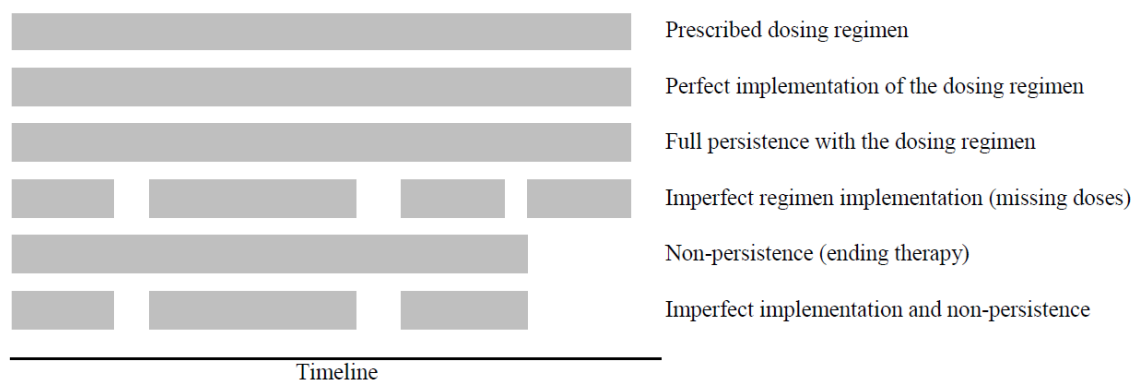 Prescribed dosing regimen
Perfect implementation of the dosing regimen
Full persistence with the dosing regimen
Imperfect regimen implementation (missing doses)
Non-persistence (ending therapy)
Imperfect implementation and non-persistence
Timeline